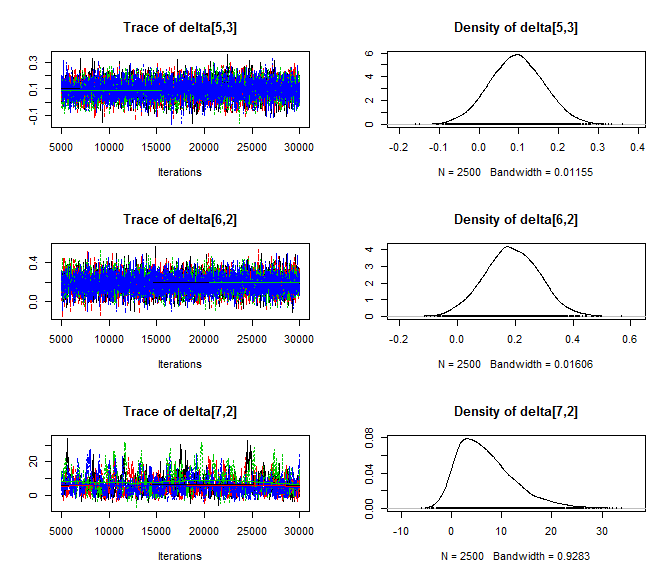 Trace of delta[5,3]
-0.1 0.1 0.3
5000 10000 15000 20000 25000 30000
Iterations
Density of delta[5,3]
0 2 4 6
-0.2 -0.1 0.0 0.1 0.2 0.3 0.4
N = 2500 Bandwidth = 0.01155
Trace of delta[6,2]
0.0 0.4
5000 10000 15000 20000 25000 30000
Iterations
Density of delta[6,2]
0 1 2 3 4
-0.2 0.0 0.2 0.4 0.6
N = 2500 Bandwidth = 0.01606
Trace of delta[7,2]
0 20
5000 10000 15000 20000 25000 30000
Iterations
Density of delta[7,2]
0.00 0.04 0.08
-10 0 10 20 30
N = 2500 Bandwidth = 0.9283